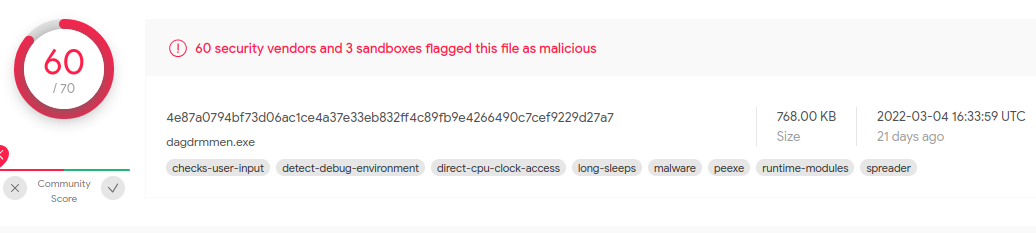 60
/ 70
Community
Score
60 security vendors and 3 sandboxes flagged this file as malicious
4e87a0794bf73d06ac1ce4a37e33eb832ff4c89fb9e4266490c7cef9229d27a7
dagdrmmen.exe
768.00 KB
Size
2022-03-04 16:33:59 UTC
21 days ago
checks-user-input detect-debug-environment direct-cpu-clock-access long-sleeps malware peexe runtime-modules spreader